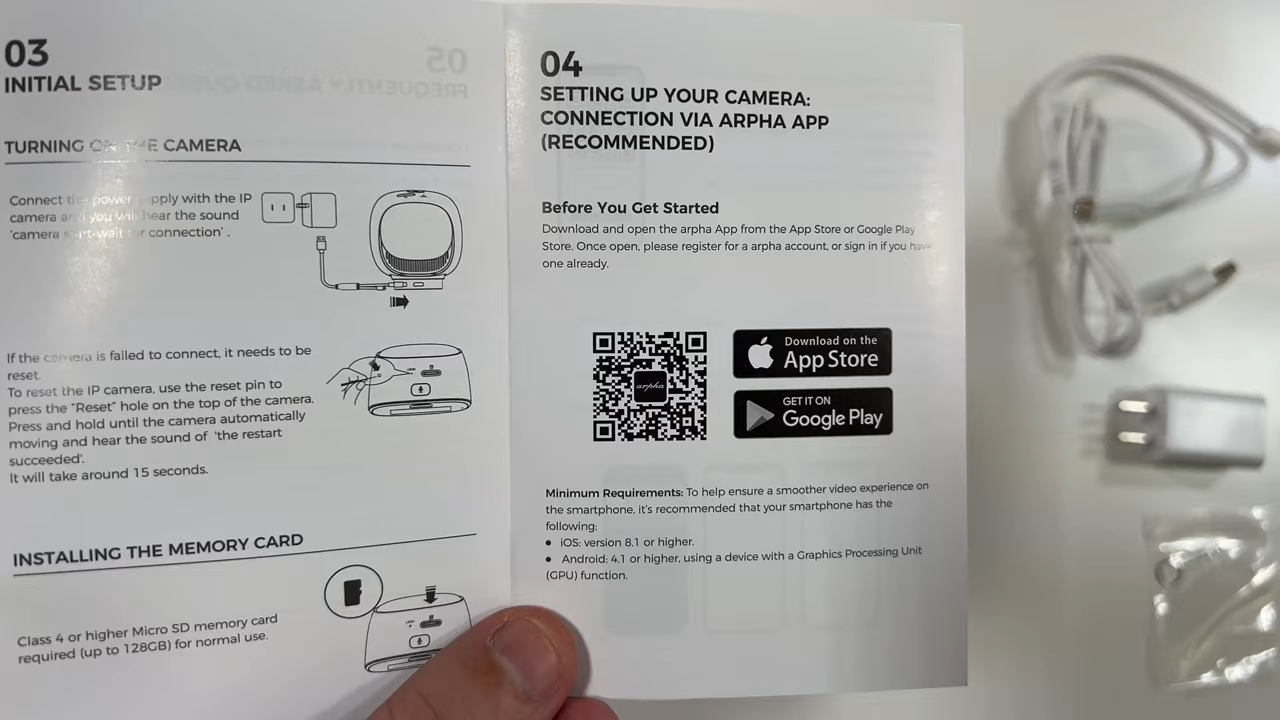 03
INITIAL SETUP
TURNING ON THE CAMERA
Connect the power supply with the IP
camera and you will hear the sound
'camera start-wait for connection' .
If the camera is falled to connect, it needs to be
reset.
To reset the IP camera, use the reset pin to
press the "Reset" hole on the top of the camera.
Press and hold until the camera automatically
moving and hear the sound of 'the restart
succeeded'.
It will take around 15 seconds.
INSTALLING THE MEMORY CARD
Class 4 or higher Micro SD memory card
required (up to 128GB) for normal use.
05
FREQUENTLY ASKED
04
SETTING UP YOUR CAMERA:
CONNECTION VIA ARPHA APP
(RECOMMENDED)
Before You Get Started
Download and open the arpha App from the App Store or Google Play
Store. Once open, please register for a arpha account, or sign in if you have
one already.
arpha
Download on the
App Store
GET IT ON
Google Play
Minimum Requirements: To help ensure a smoother video experience on
the smartphone, it's recommended that your smartphone has the
following:
• iOS: version 8.1 or higher.
• Android: 4.1 or higher, using a device with a Graphics Processing Unit
(GPU) function.